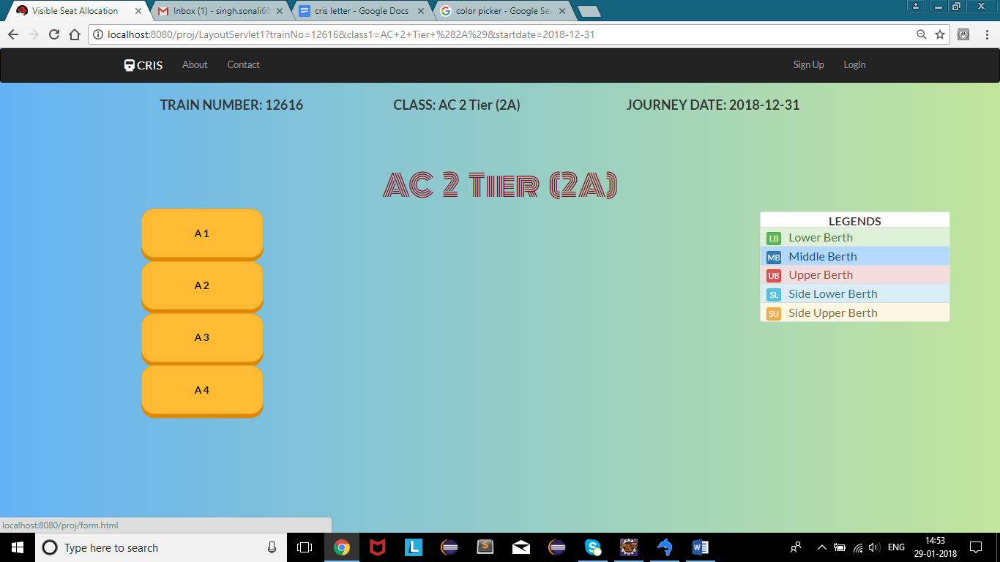 Visible Seat Allocation
Inbox (1) - singh.sonali68
cris letter - Google Docs
color picker - Google Sea
localhost:8080/proj/LayoutServlet1?trainNo=12616&class1=AC+2+Tier+%282A%29&startdate=2018-12-31
CRIS About Contact Sign Up Login
TRAIN NUMBER: 12616 CLASS: AC 2 Tier (2A) JOURNEY DATE: 2018-12-31
AC 2 Tier (2A)
A 1
A 2
A 3
A 4
LEGENDS
LB Lower Berth
MB Middle Berth
UB Upper Berth
SL Side Lower Berth
SU Side Upper Berth
localhost:8080/proj/form.html
Type here to search
L
S
ENG
14:53
29-01-2018